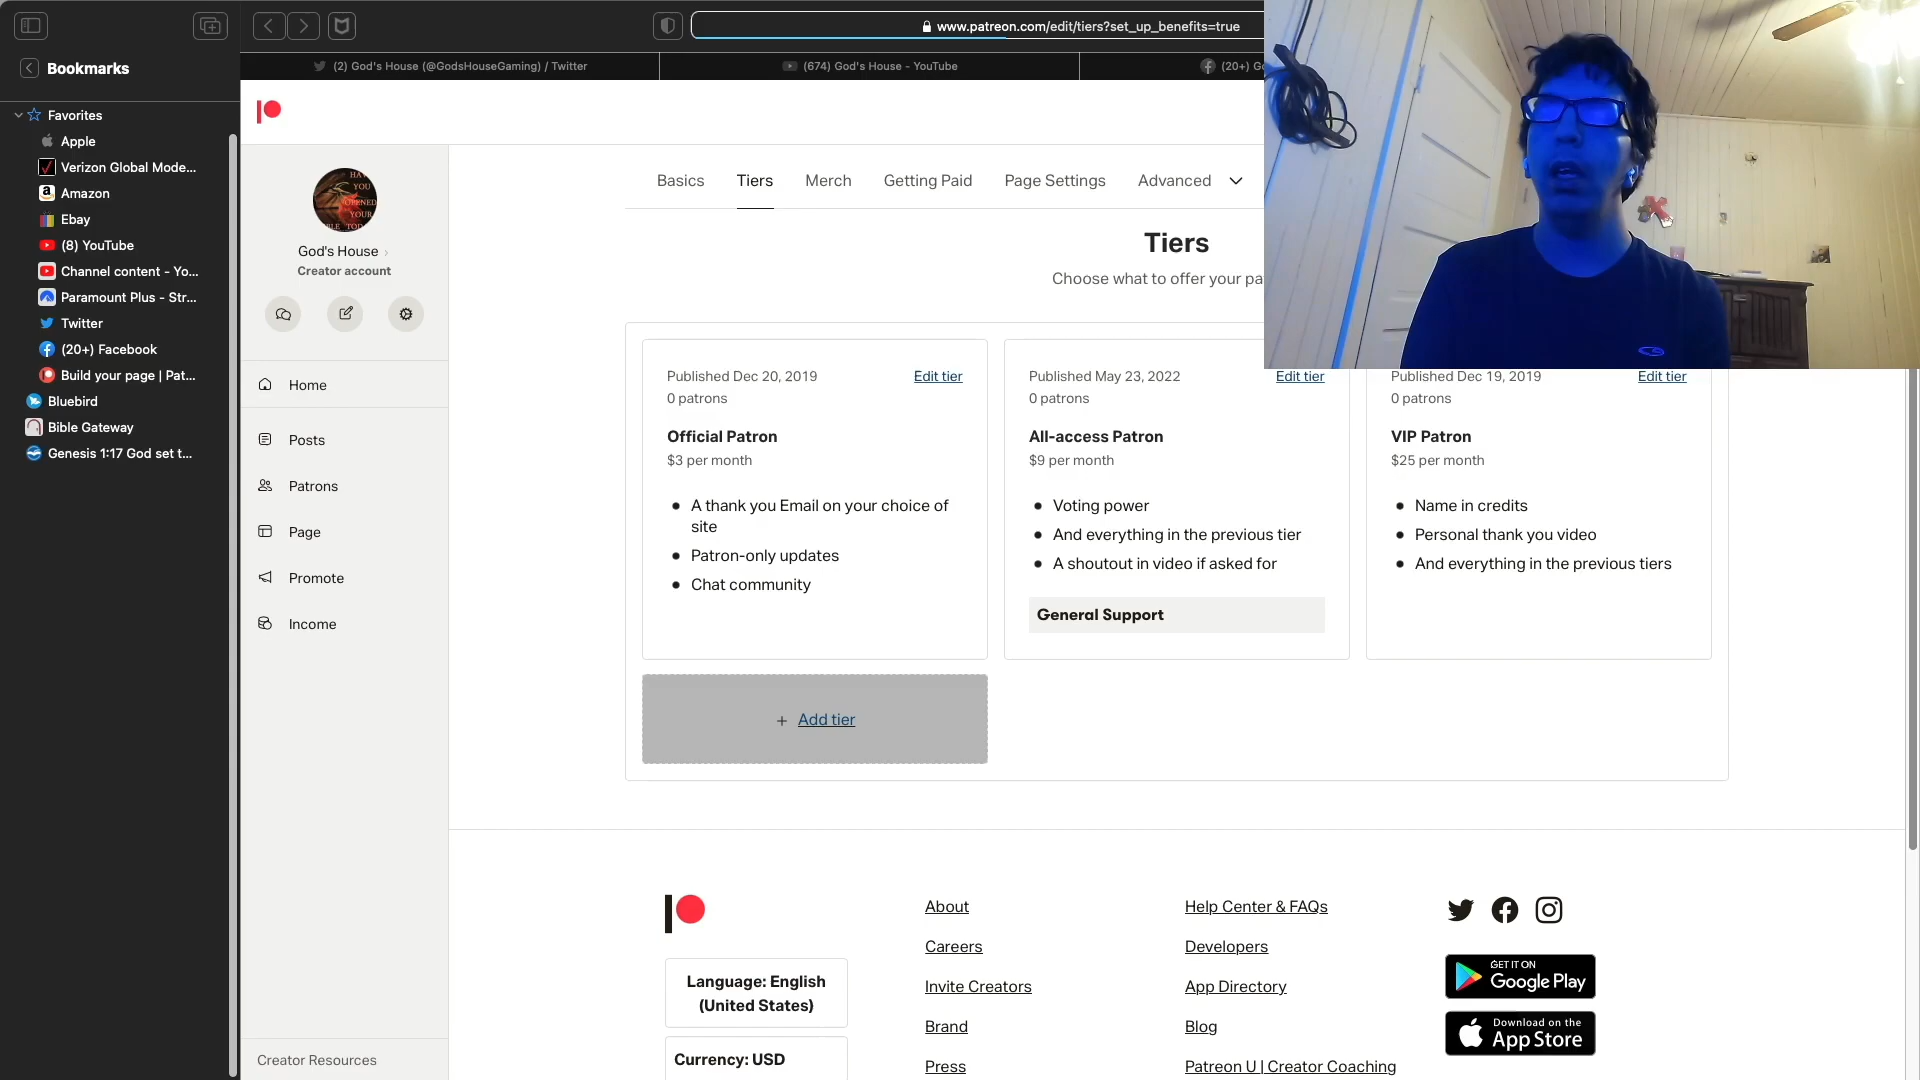 www.patreon.com/edit/tiers?set_up_benefits=true
Bookmarks
(2) God's House (@GodsHouseGaming) / Twitter
(674) God's House - YouTube
(20+) Go
Favorites
Apple
Verizon Global Mode...
Amazon
Ebay
(8) YouTube
Channel content - Yo...
Paramount Plus - Str...
Twitter
(20+) Facebook
Build your page | Pat...
Bluebird
Bible Gateway
Genesis 1:17 God set t...
HAVE
YOU
OPENED
YOUR
God's House
Creator account
Home
Posts
Patrons
Page
Promote
Income
Creator Resources
Basics
Tiers
Merch
Getting Paid
Page Settings
Advanced
Tiers
Choose what to offer your pa
Published Dec 20, 2019
Edit tier
0 patrons
Official Patron
$3 per month
A thank you Email on your choice of
site
Patron-only updates
Chat community
Published May 23, 2022
Edit tier
0 patrons
All-access Patron
$9 per month
Voting power
And everything in the previous tier
A shoutout in video if asked for
General Support
Published Dec 19, 2019
Edit tier
0 patrons
VIP Patron
$25 per month
Name in credits
Personal thank you video
And everything in the previous tiers
+ Add tier
Language: English
(United States)
Currency: USD
About
Careers
Invite Creators
Brand
Press
Help Center & FAQs
Developers
App Directory
Blog
Patreon U | Creator Coaching
GET IT ON
Google Play
Download on the
App Store